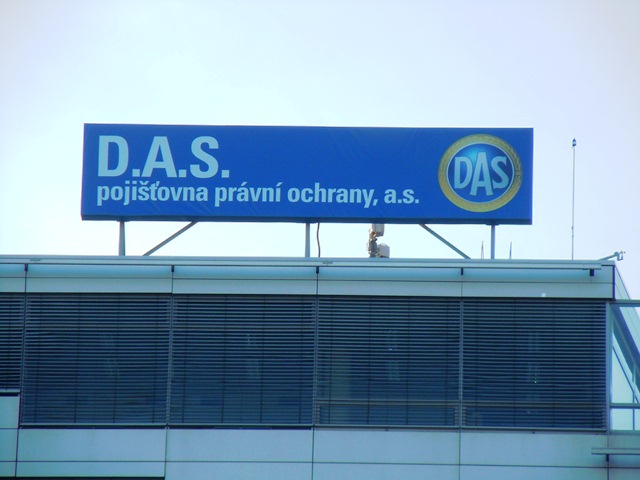 D.A.S.
pojišťovna právní ochrany, a.s.
DAS